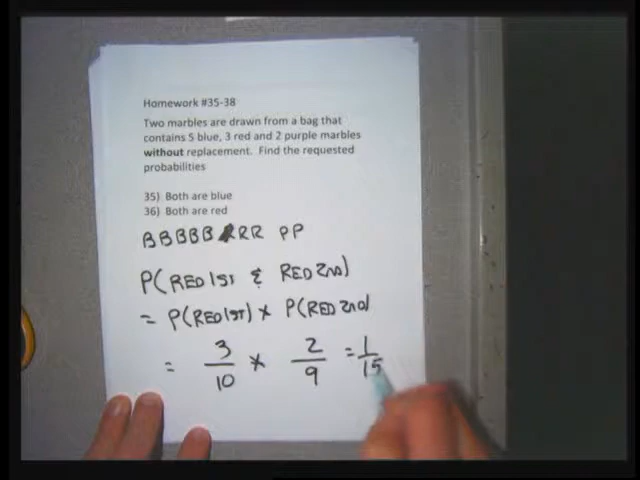 Homework #35-38
Two marbles are drawn from a bag that
contains 5 blue, 3 red and 2 purple marbles
without replacement. Find the requested
probabilities
35) Both are blue
36) Both are red
BBBBB RRR PP
P(RED 1ST & RED 2ND)
= P(RED 1ST) * P(RED 2ND)
= 3/10 * 2/9 = 1/15